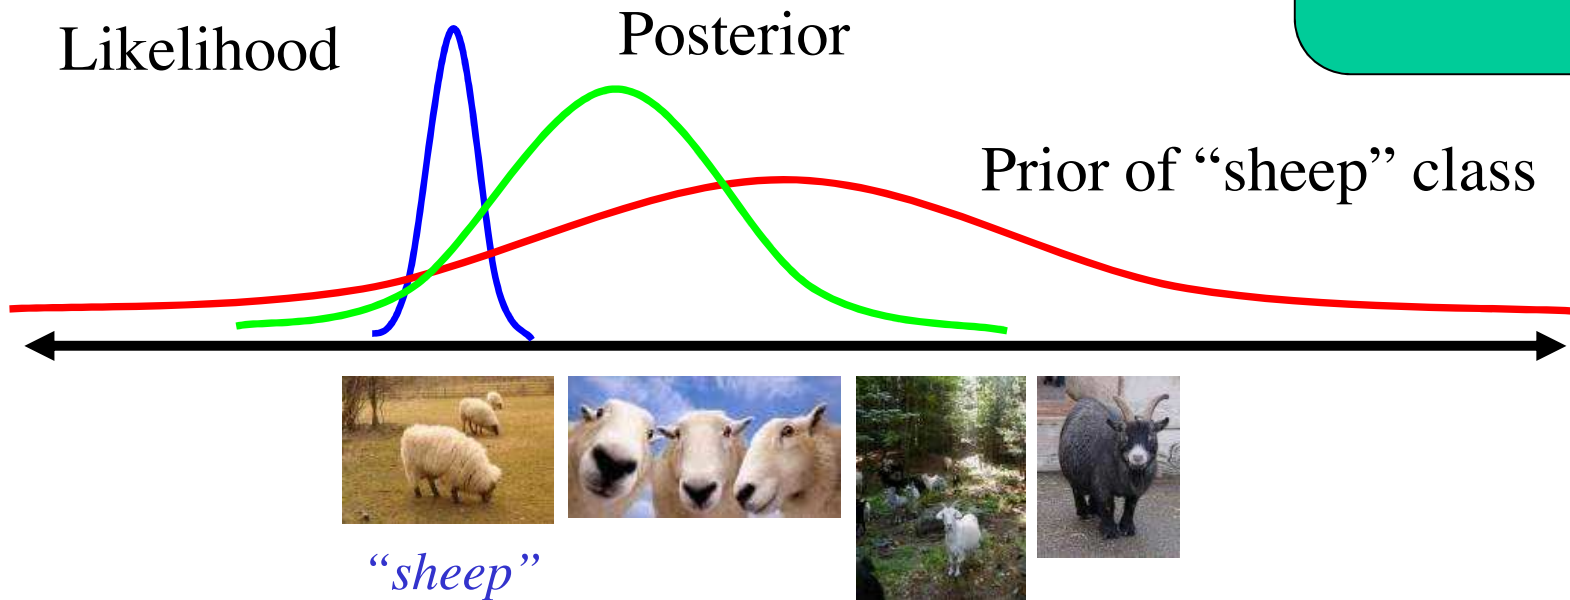 Likelihood
Posterior
Prior of “sheep” class
“sheep”